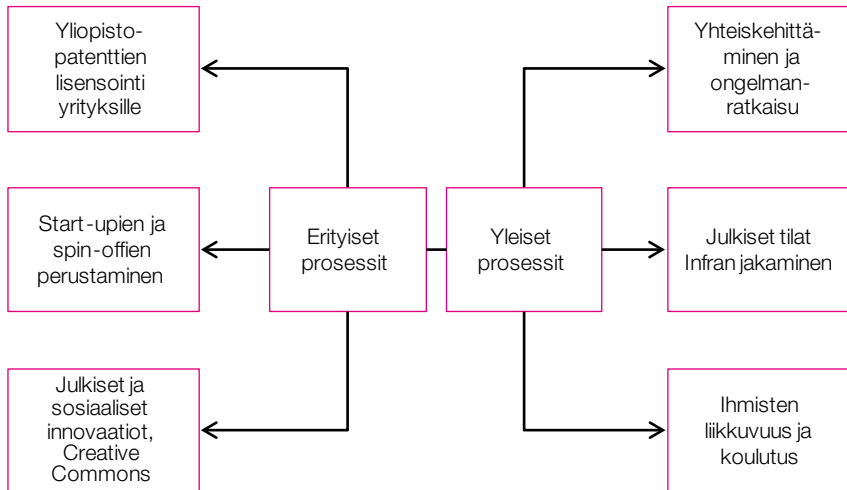 Yliopisto-
patenttien
lisensointi
yrityksille
Yhteiskehittä-
minen ja
ongelman-
ratkaisu
Start-upien ja
spin-offien
perustaminen
Erityiset
prosessit
Yleiset
prosessit
Julkiset tilat
Infran jakaminen
Julkiset ja
sosiaaliset
innovaatiot,
Creative
Commons
Ihmisten
liikkuvuus ja
koulutus